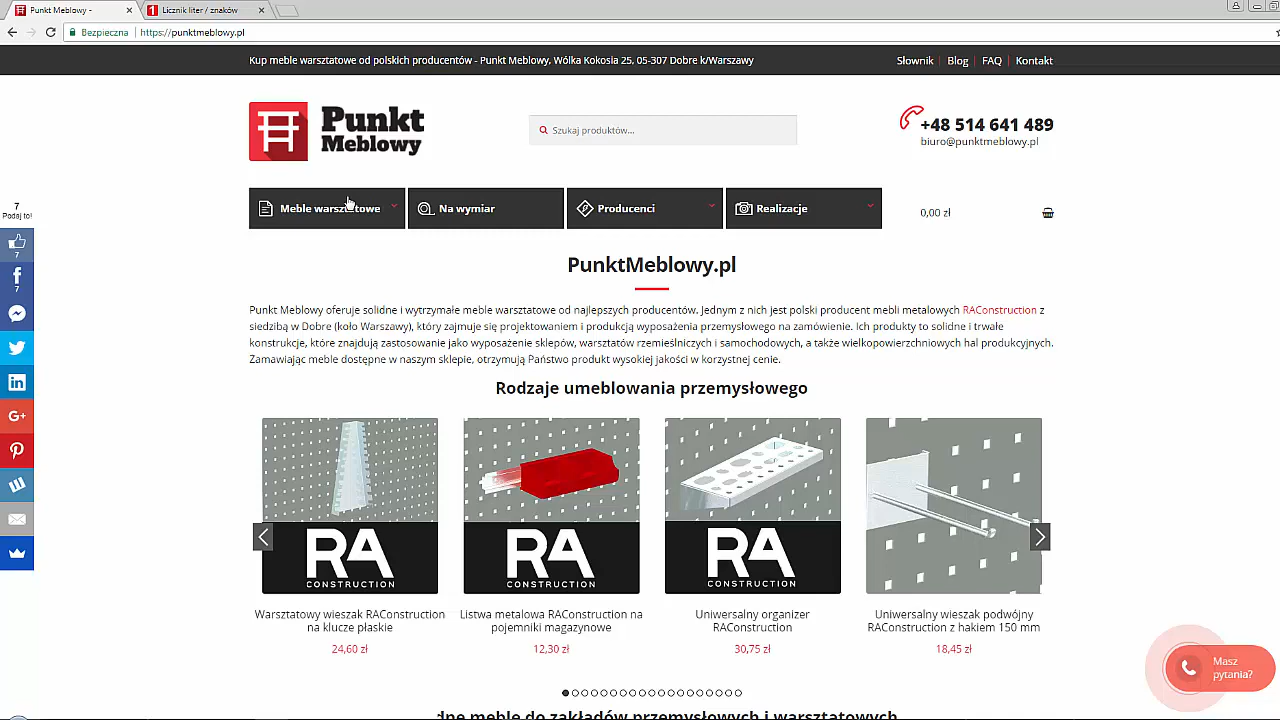 Punkt Meblowy -
Licznik liter / znaków
Bezpieczna
https://punktmeblowy.pl
Kup meble warsztatowe od polskich producentów - Punkt Meblowy, Wólka Kokosia 25, 05-307 Dobre k/Warszawy
Słownik
Blog
FAQ
Kontakt
Punkt
Meblowy
Szukaj produktów...
+48 514 641 489
biuro@punktmeblowy.pl
Meble warsztatowe
Na wymiar
Producenci
Realizacje
0,00 zł
7
Podaj to!
7
7
PunktMeblowy.pl
Punkt Meblowy oferuje solidne i wytrzymałe meble warsztatowe od najlepszych producentów. Jednym z nich jest polski producent mebli metalowych RAConstruction z
siedzibą w Dobre (koło Warszawy), który zajmuje się projektowaniem i produkcją wyposażenia przemysłowego na zamówienie. Ich produkty to solidne i trwałe
konstrukcje, które znajdują zastosowanie jako wyposażenie sklepów, warsztatów rzemieślniczych i samochodowych, a także wielkopowierzchniowych hal produkcyjnych.
Zamawiając meble dostępne w naszym sklepie, otrzymują Państwo produkt wysokiej jakości w korzystnej cenie.
Rodzaje umeblowania przemysłowego
RA
CONSTRUCTION
RA
CONSTRUCTION
RA
CONSTRUCTION
Warsztatowy wieszak RAConstruction
na klucze płaskie
24,60 zł
Listwa metalowa RAConstruction na
pojemniki magazynowe
12,30 zł
Uniwersalny organizer
RAConstruction
30,75 zł
Uniwersalny wieszak podwójny
RAConstruction z hakiem 150 mm
18,45 zł
Masz
pytania?
meble do zakładów przemysłowych i warsztatowych